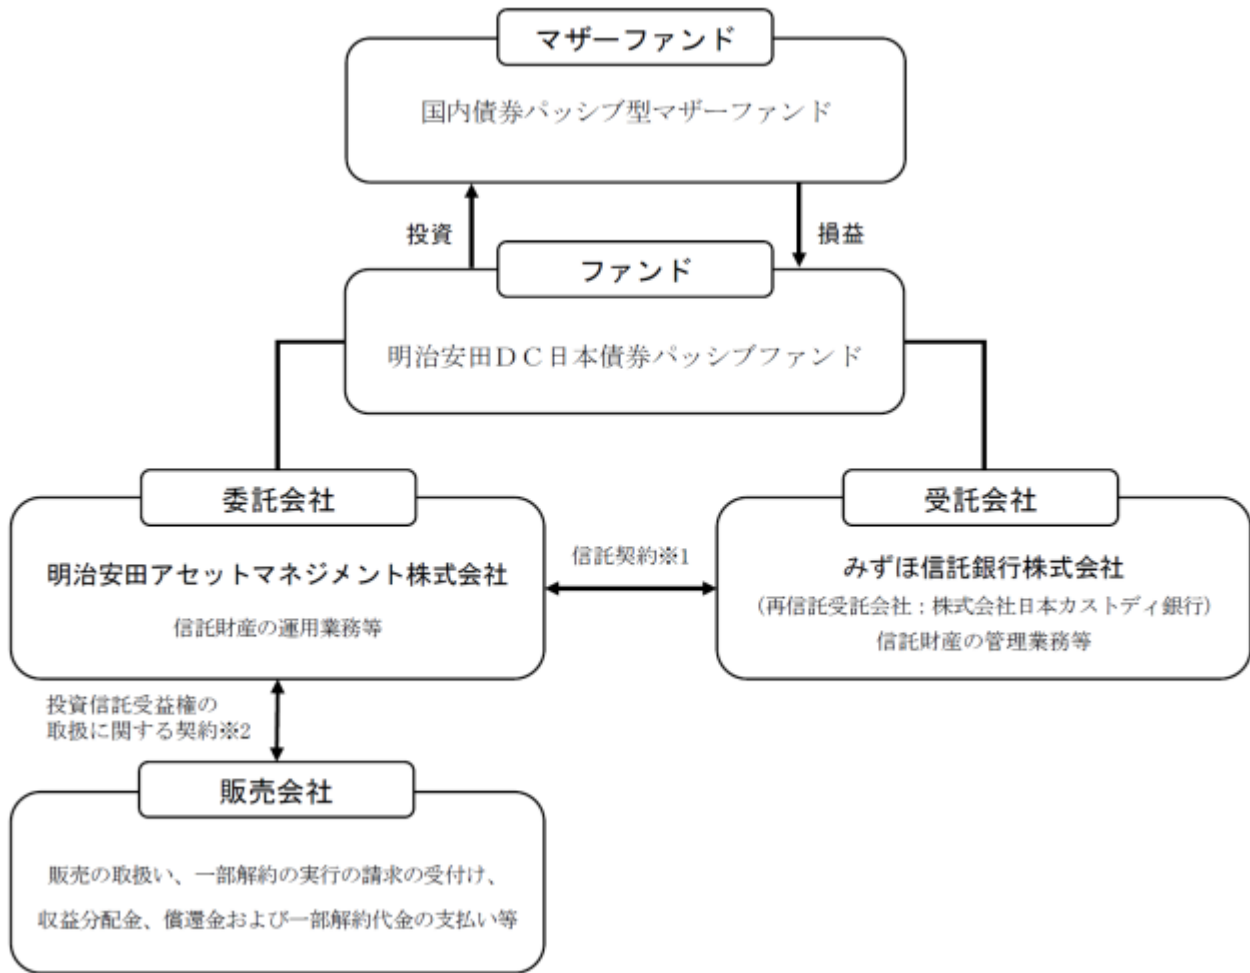 マザーファンド
国内債券パッシブ型マザーファンド
投資
損益
ファンド
明治安田ＤＣ日本債券パッシブファンド
委託会社
明治安田アセットマネジメント株式会社
信託財産の運用業務等
信託契約※1
受託会社
みずほ信託銀行株式会社
（再信託受託会社：株式会社日本カストディ銀行）
信託財産の管理業務等
投資信託受益権の
取扱に関する契約※2
販売会社
販売の取扱い、一部解約の実行の請求の受付け、
収益分配金、償還金および一部解約代金の支払い等